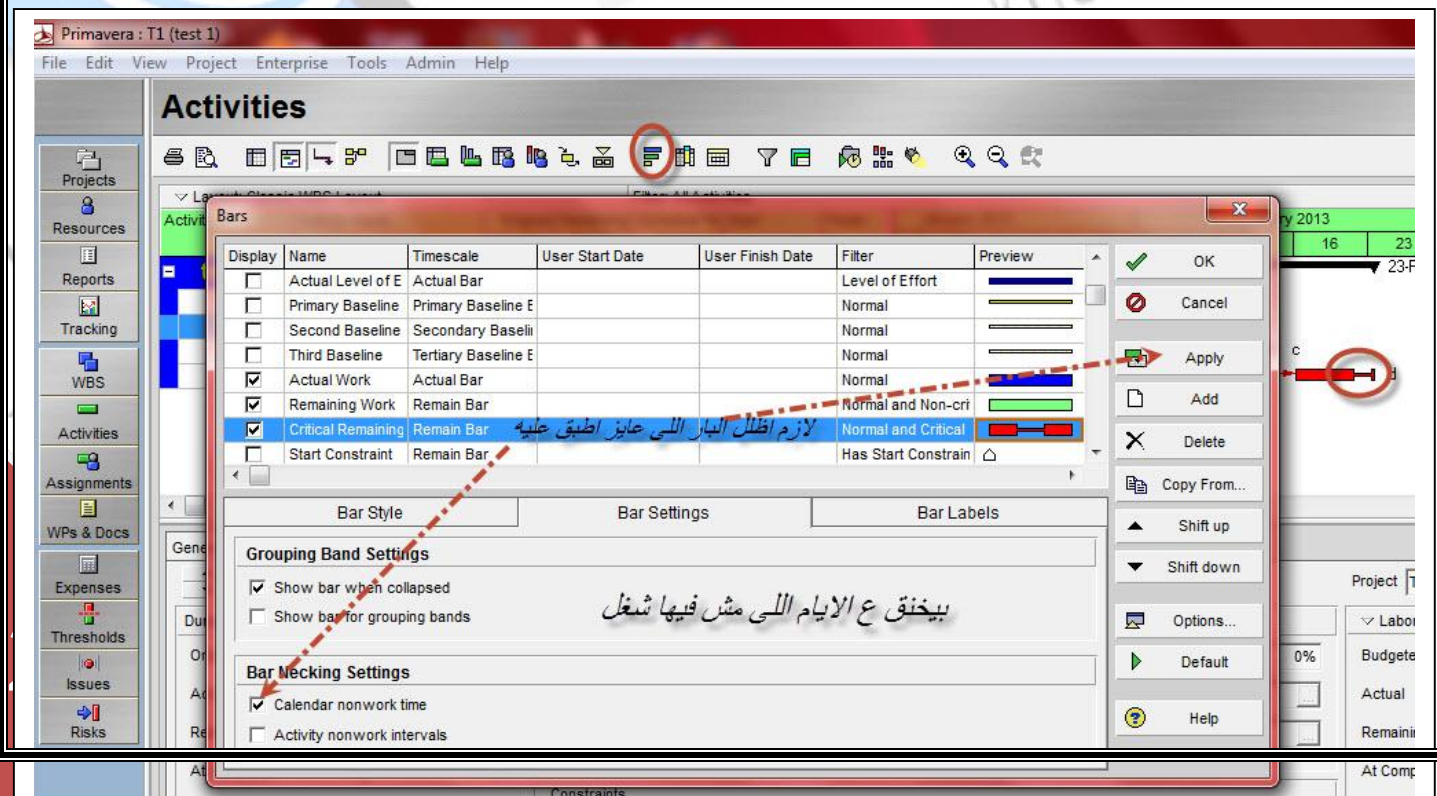 Primavera : T1 (test 1)
File Edit View Project Enterprise Tools Admin Help
Activities
Projects
Resources
Reports
Tracking
WBS
Activities
Assignments
WPs & Docs
Expenses
Thresholds
Issues
Risks
Bars
Display Name Timescale User Start Date User Finish Date Filter Preview
Actual Level of E Actual Bar Level of Effort
Primary Baseline Primary Baseline E Normal
Second Baseline Secondary Baseli Normal
Third Baseline Tertiary Baseline E Normal
Actual Work Actual Bar Normal
Remaining Work Remain Bar Normal and Non-cri
Critical Remaining Remain Bar Normal and Critical
لازم اظلل البار اللى عايز اطبق عليه
Start Constraint Remain Bar Has Start Constrain
Bar Style Bar Settings Bar Labels
Grouping Band Settings
Show bar when collapsed
Show bar for grouping bands
بيخنق ع الايام اللى مش فيها شغل
Bar Necking Settings
Calendar nonwork time
Activity nonwork intervals
OK
Cancel
Apply
Add
Delete
Copy From...
Shift up
Shift down
Options...
Default
Help
2013
16 23
23-F
c
d
Project
Labor
0% Budgete
Actual
Remaini
At Comp
Constraints